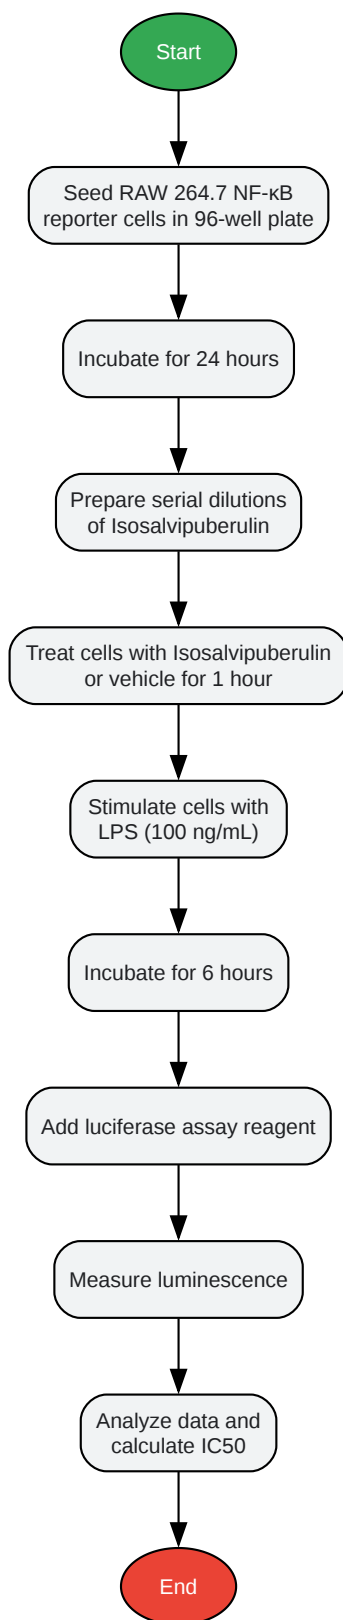 Start
Seed RAW 264.7 NF-κB
reporter cells in 96-well plate
Incubate for 24 hours
Prepare serial dilutions
of Isosalvipuberulin
Treat cells with Isosalvipuberulin
or vehicle for 1 hour
Stimulate cells with
LPS (100 ng/mL)
Incubate for 6 hours
Add luciferase assay reagent
Measure luminescence
Analyze data and
calculate IC50
End